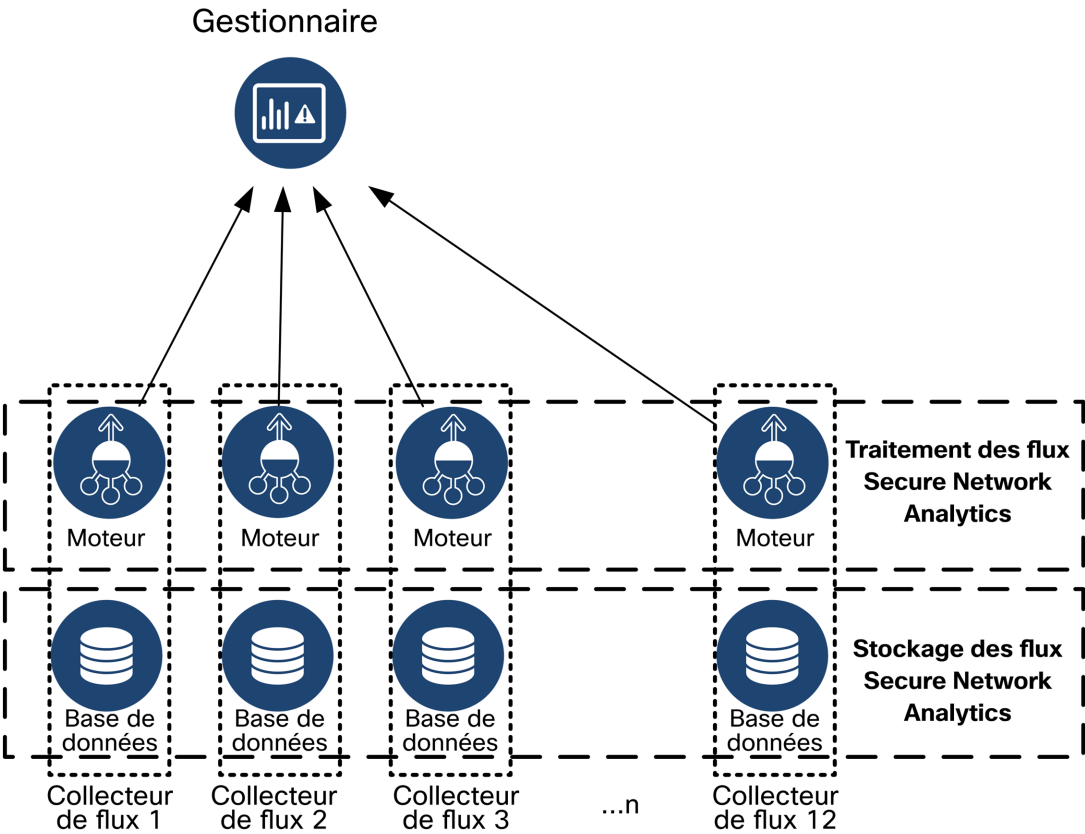 Gestionnaire
Moteur
Moteur
Moteur
Moteur
Traitement des flux
Secure Network
Analytics
Base de
données
Base de
données
Base de
données
Base de
données
Stockage des flux
Secure Network
Analytics
Collecteur
de flux 1
Collecteur
de flux 2
Collecteur
de flux 3
...n
Collecteur
de flux 12